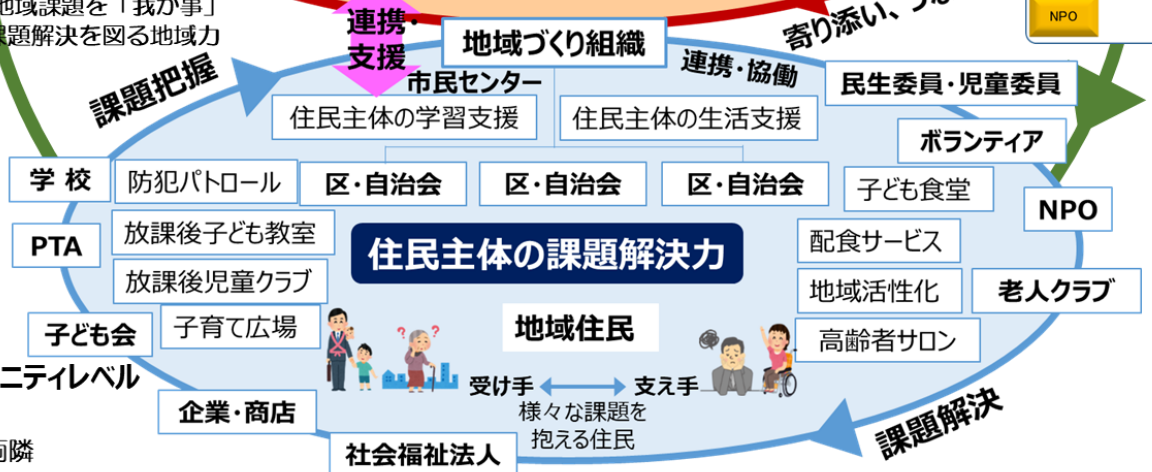 地域課題を「我が事」
課題解決を図る地域力
連携・
支援
地域づくり組織
寄り添い、つ
NPO
課題把握
市民センター
連携・協働
民生委員・児童委員
住民主体の学習支援
住民主体の生活支援
ボランティア
学 校
防犯パトロール
区・自治会
区・自治会
区・自治会
子ども食堂
NPO
PTA
放課後子ども教室
住民主体の課題解決力
配食サービス
放課後児童クラブ
地域活性化
老人クラブ
子ども会
子育て広場
? ?
地域住民
高齢者サロン
ニティレベル
受け手
支え手
企業・商店
様々な課題を
抱える住民
課題解決
社会福祉法人